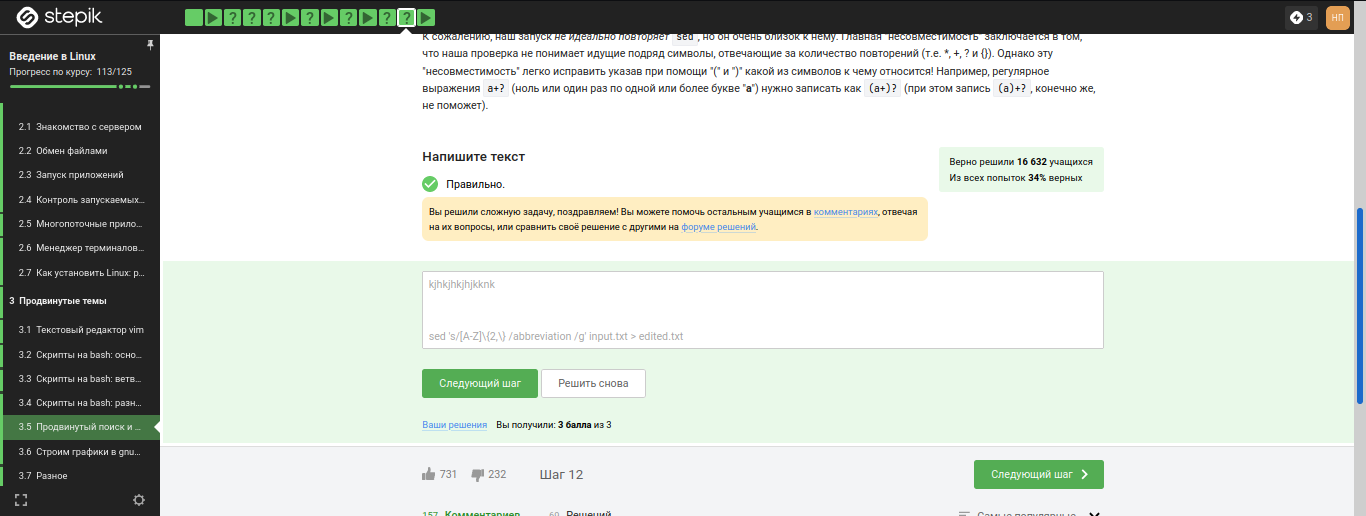 stepik
3
НП
Введение в Linux
Прогресс по курсу: 113/125
2.1 Знакомство с сервером
2.2 Обмен файлами
2.3 Запуск приложений
2.4 Контроль запускаемых...
2.5 Многопоточные прило...
2.6 Менеджер терминалов...
2.7 Как установить Linux: р...
3 Продвинутые темы
3.1 Текстовый редактор vim
3.2 Скрипты на bash: осно...
3.3 Скрипты на bash: ветв...
3.4 Скрипты на bash: разн...
3.5 Продвинутый поиск и ...
3.6 Строим графики в gnu...
3.7 Разное
К сожалению, наш запуск не идеально повторяет sed , но он очень близок к нему. Главная "несовместимость" заключается в том,
что наша проверка не понимает идущие подряд символы, отвечающие за количество повторений (т.е. *, +, ? и {}). Однако эту
"несовместимость" легко исправить указав при помощи "(" и ")" какой из символов к чему относится! Например, регулярное
выражения a+? (ноль или один раз по одной или более букве "a") нужно записать как (a+)? (при этом запись (a)+? , конечно же,
не поможет).
Напишите текст
Правильно.
Верно решили 16 632 учащихся
Из всех попыток 34% верных
Вы решили сложную задачу, поздравляем! Вы можете помочь остальным учащимся в комментариях, отвечая
на их вопросы, или сравнить своё решение с другими на форуме решений.
kjhkjhkjhjkknk
sed 's/[A-Z]\{2,\} /abbreviation /g' input.txt > edited.txt
Следующий шаг
Решить снова
Ваши решения Вы получили: 3 балла из 3
731 232 Шаг 12
Следующий шаг
157 Комментариев 69 Решений
Самые популярные